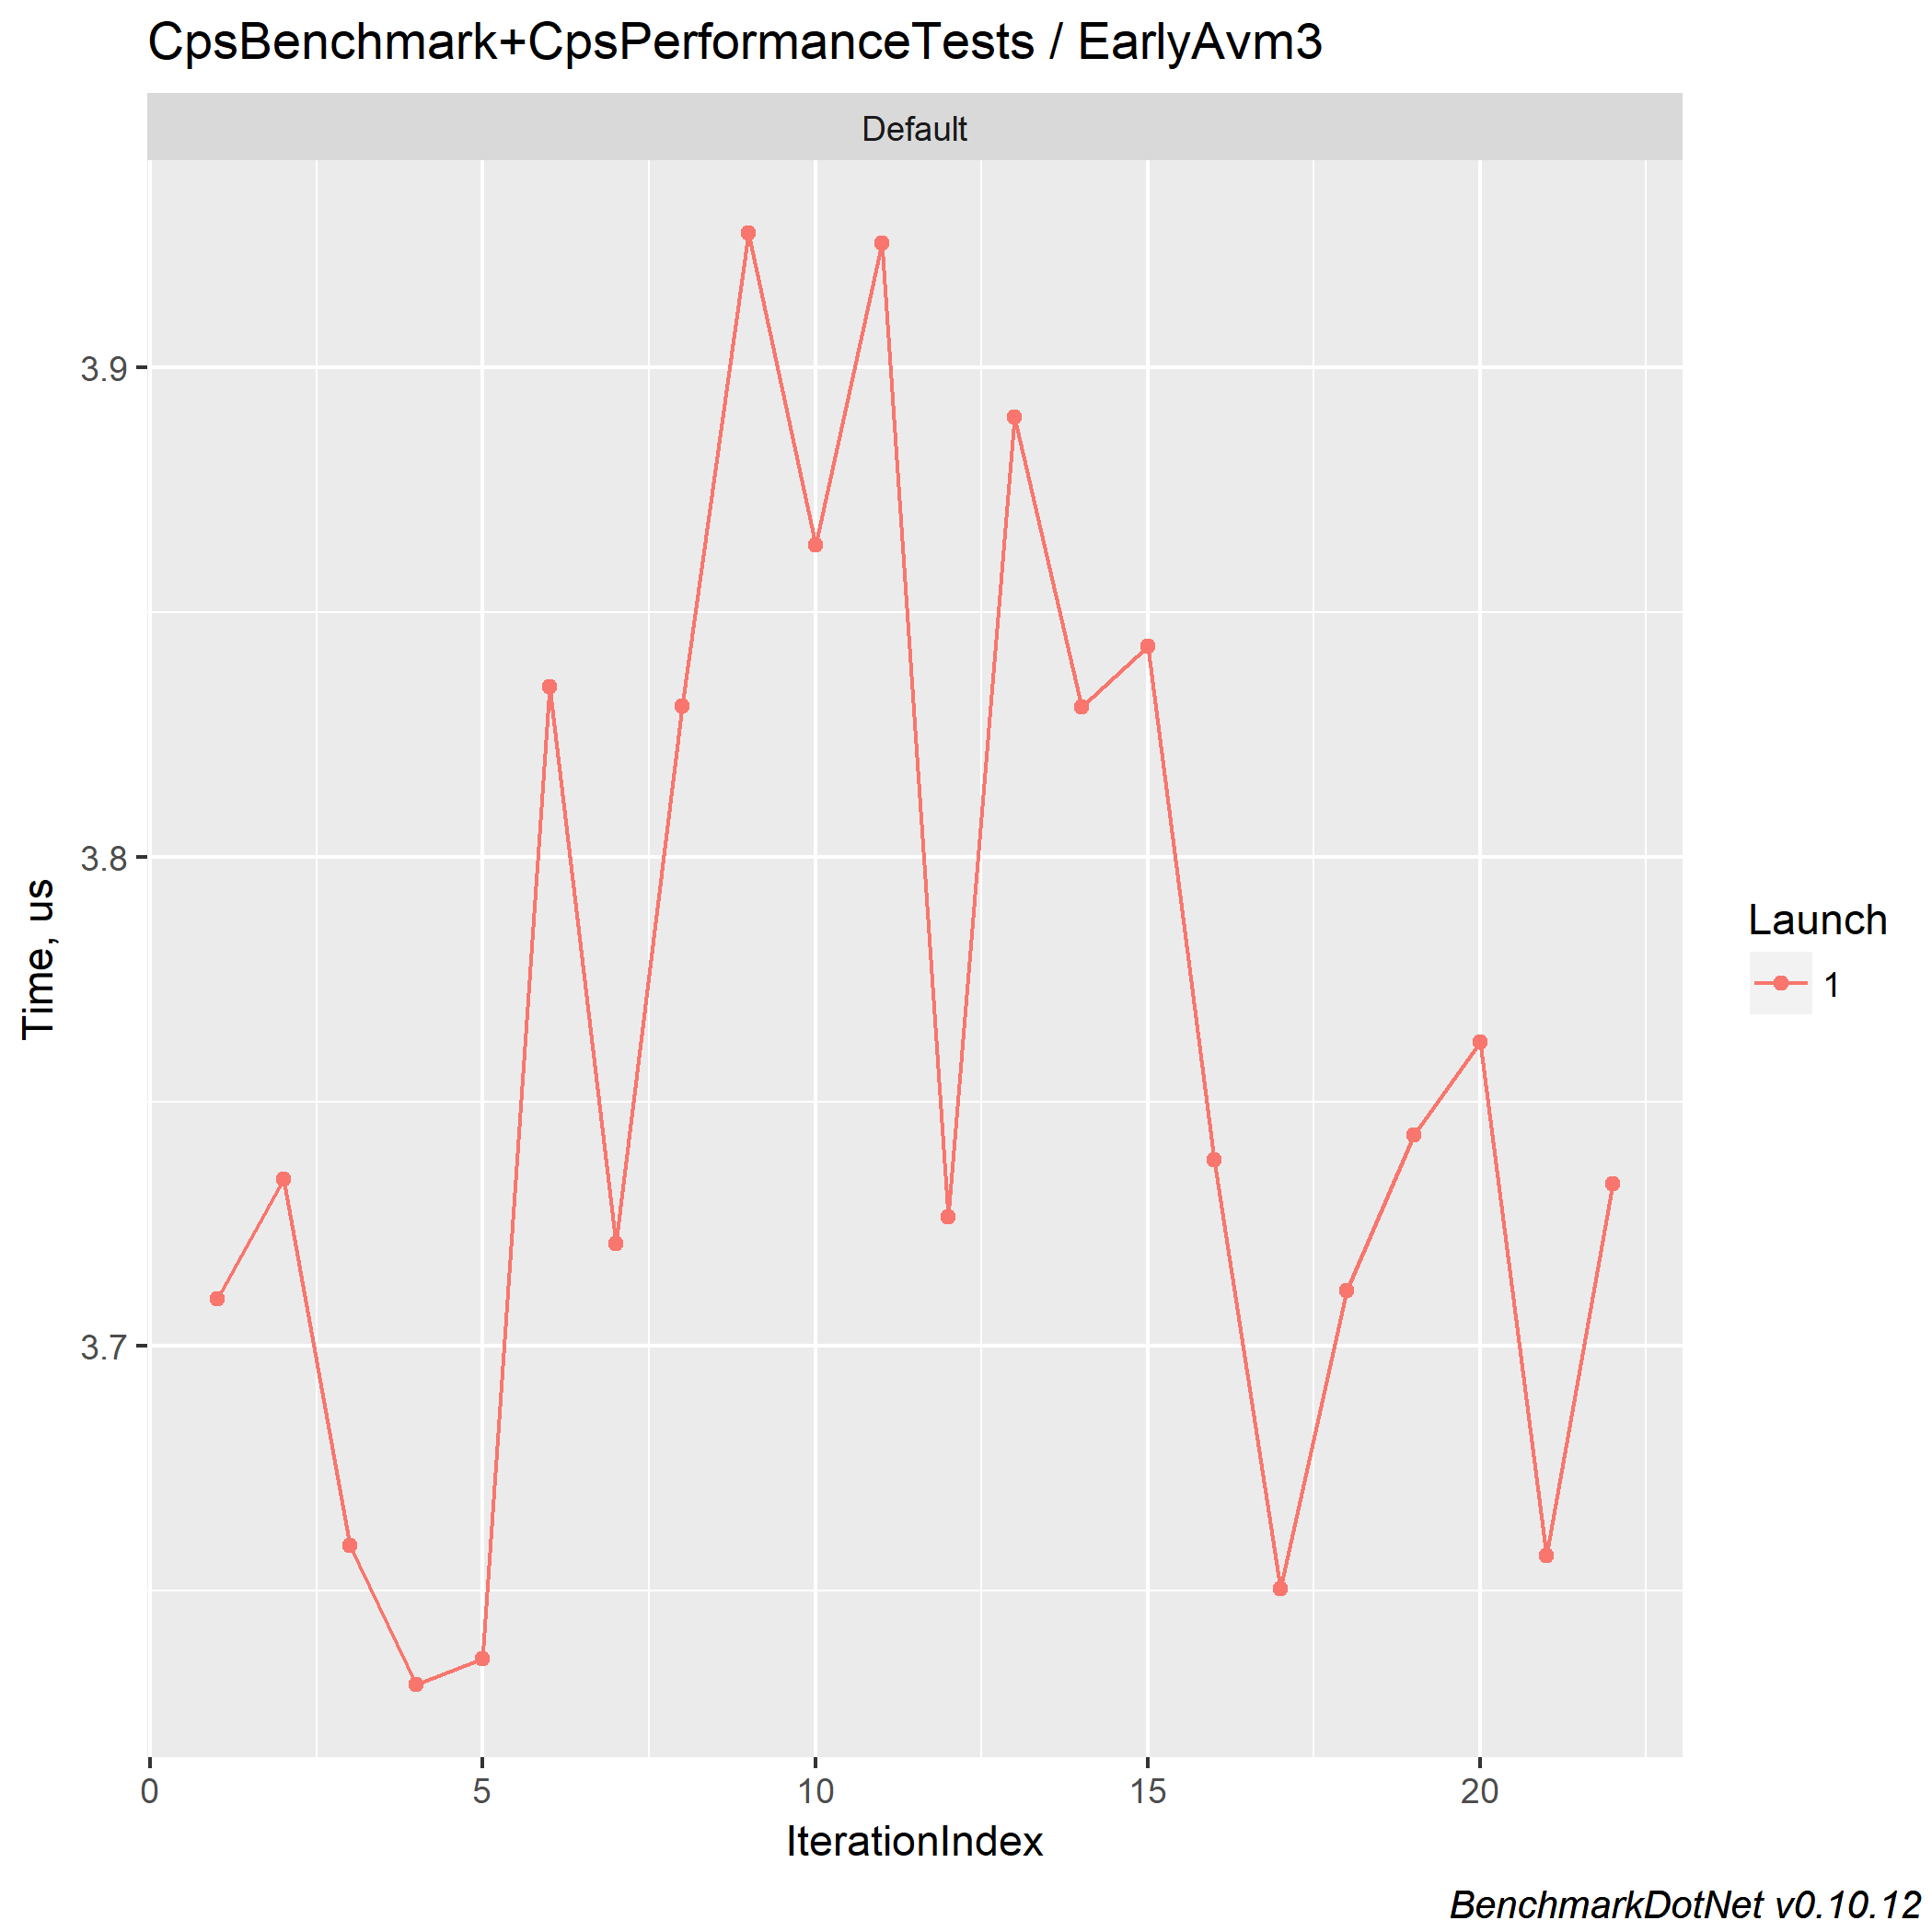 CpsBenchmark+CpsPerformanceTests / EarlyAvm3
Default
3.9
3.8
3.7
Time, us
0 5 10 15 20
IterationIndex
Launch
1
BenchmarkDotNet v0.10.12